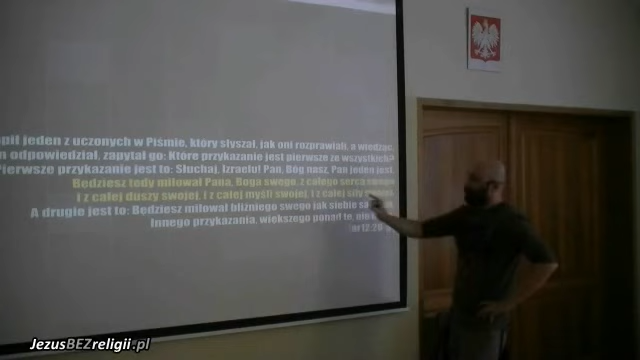 pił jeden z uczonych w Piśmie, który słyszał, jak oni rozprawiali, a wiedząc,
odpowiedział, zapytał go: Które przykazanie jest pierwsze ze wszystkich?
Pierwsze przykazanie jest to: Słuchaj, Izraelu! Pan, Bóg nasz, Pan jeden jest.
Będziesz tedy miłował Pana, Boga swego, z całego serca swego
i z całej duszy swojej, i z całej myśli swojej, i z całej siły
A drugie jest to: Będziesz miłował bliźniego swego jak siebie
Innego przykazania, większego ponad te,
JezusBEZreligii.pl